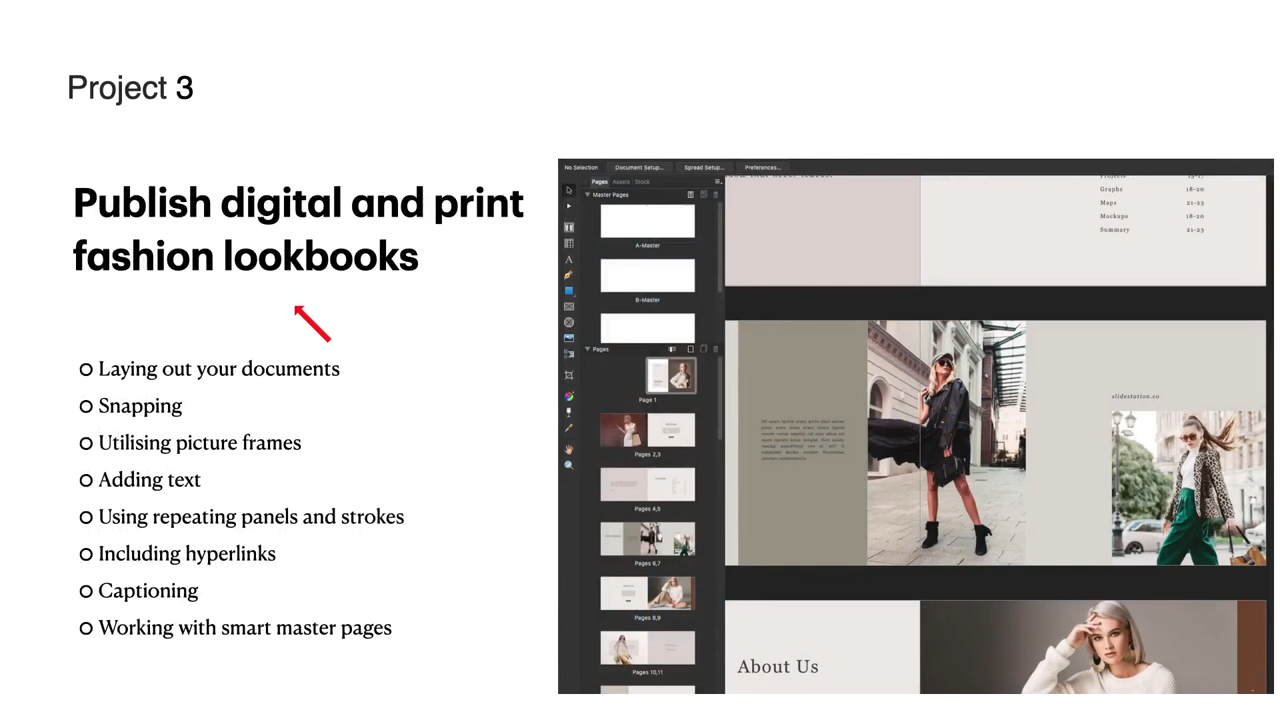 Project 3
Publish digital and print
fashion lookbooks
Laying out your documents
Snapping
Utilising picture frames
Adding text
Using repeating panels and strokes
Including hyperlinks
Captioning
Working with smart master pages
No Selection
Document Setup...
Spread Setup...
Preferences...
Pages Assets Stock
Master Pages
A-Master
B-Master
Pages
Page 1
Pages 2,3
Pages 4,5
Pages 6,7
Pages 8,9
Pages 10,11
Graphs 18-20
Maps 21-23
Mockups 18-20
Summary 21-23
slidestation.co
About Us